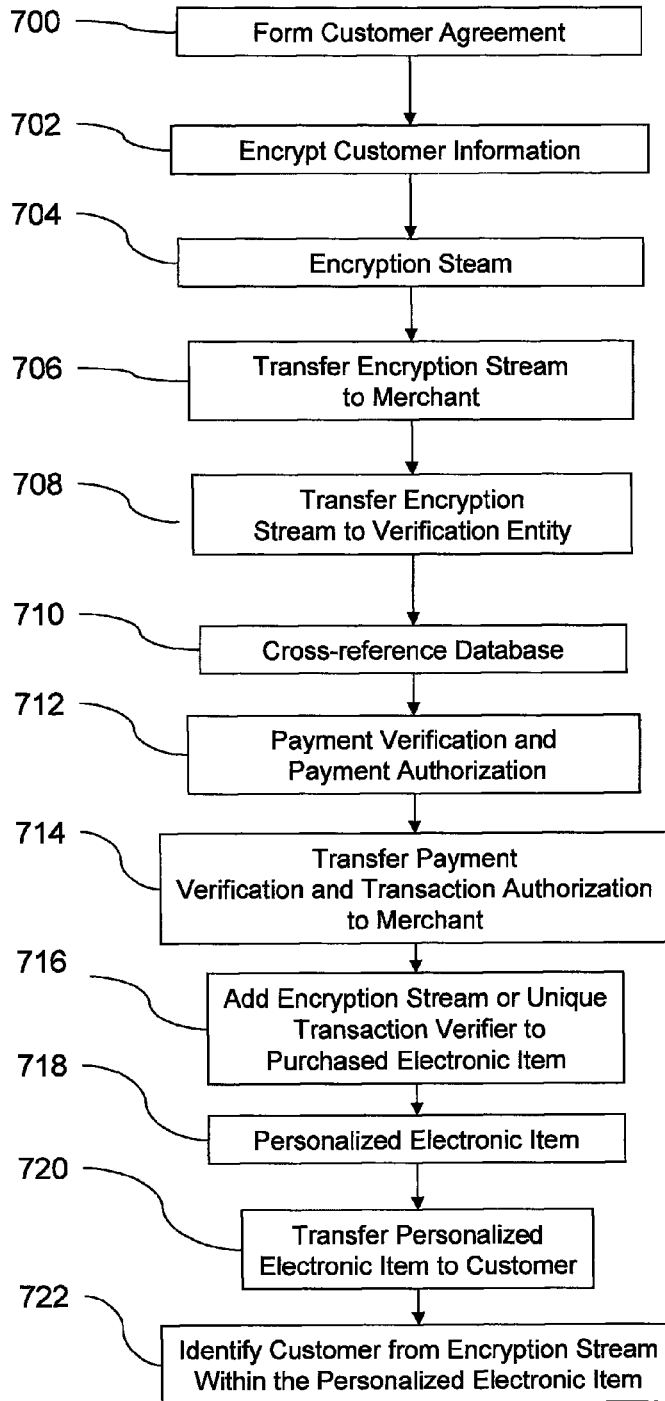 700
Form Customer Agreement
702
Encrypt Customer Information
704
Encryption Steam
706
Transfer Encryption Stream
to Merchant
708
Transfer Encryption
Stream to Verification Entity
710
Cross-reference Database
712
Payment Verification and
Payment Authorization
714
Transfer Payment
Verification and Transaction Authorization
to Merchant
716
Add Encryption Stream or Unique
Transaction Verifier to
Purchased Electronic Item
718
Personalized Electronic Item
720
Transfer Personalized
Electronic Item to Customer
722
Identify Customer from Encryption Stream
Within the Personalized Electronic Item